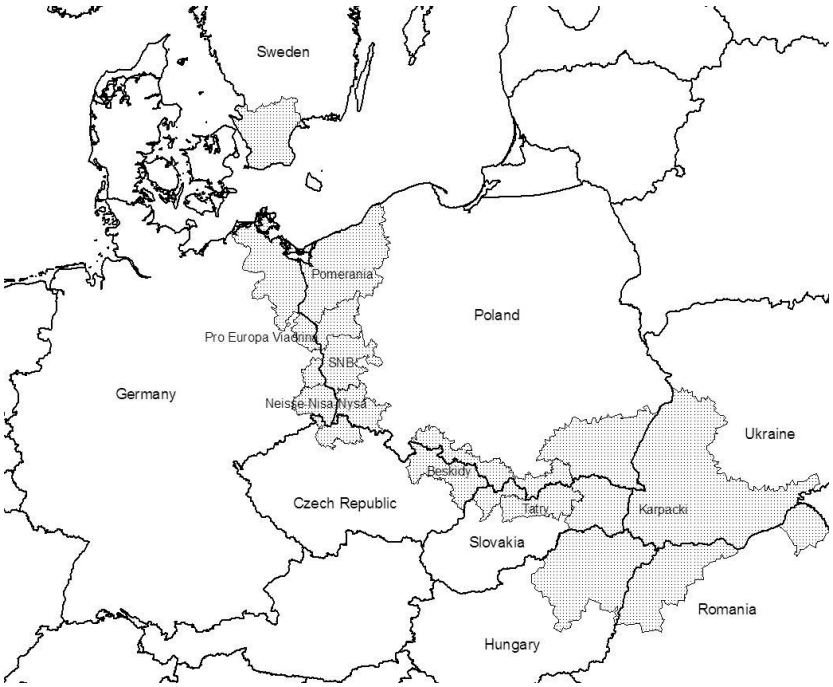 Sweden
Pomerania
Poland
Pro Europa Viadrina
SNB
Germany
Neisse-Nisa-Nysa
Ukraine
Beskidy
Czech Republic
Tatry
Karpacki
Slovakia
Romania
Hungary